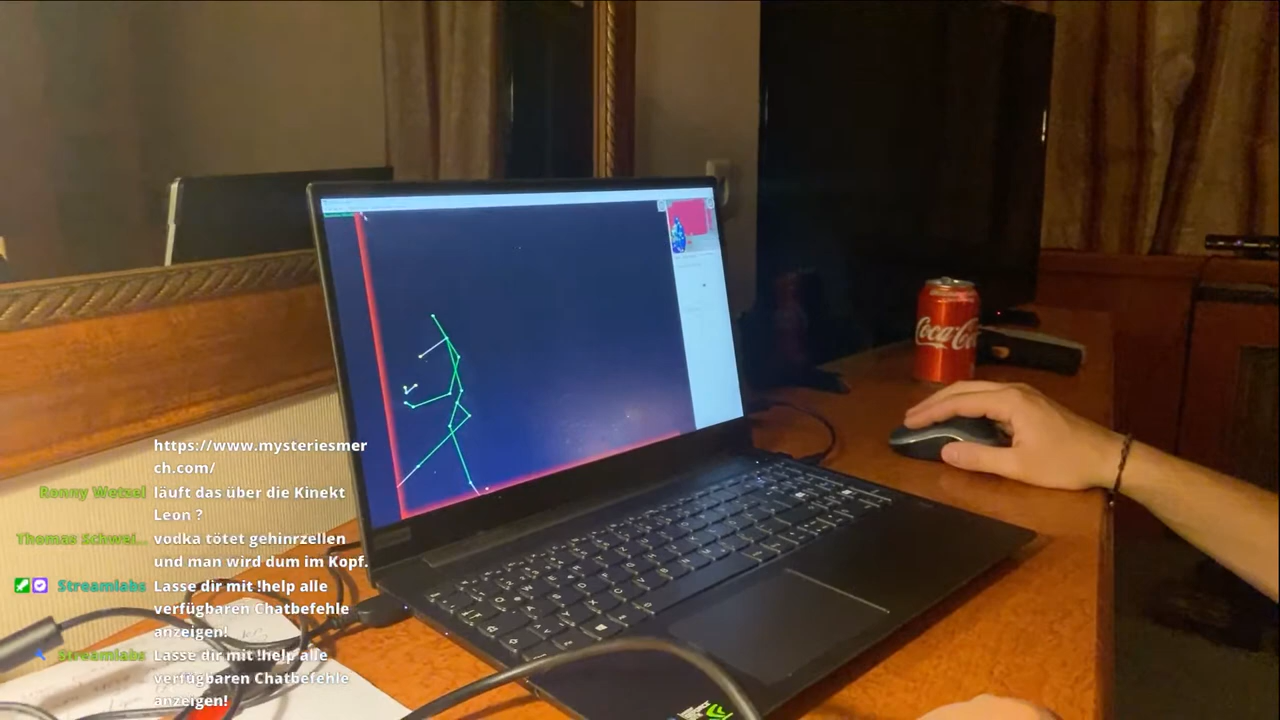 https://www.mysteriesmer
ch.com/
Ronny Wetzel läuft das über die Kinekt
Leon ?
Thomas Schwei... vodka tötet gehinrzellen
und man wird dum im Kopf.
Streamlabs Lasse dir mit !help alle
verfügbaren Chatbefehle
anzeigen!
Streamlabs Lasse dir mit !help alle
verfügbaren Chatbefehle
anzeigen!
Coca-Cola